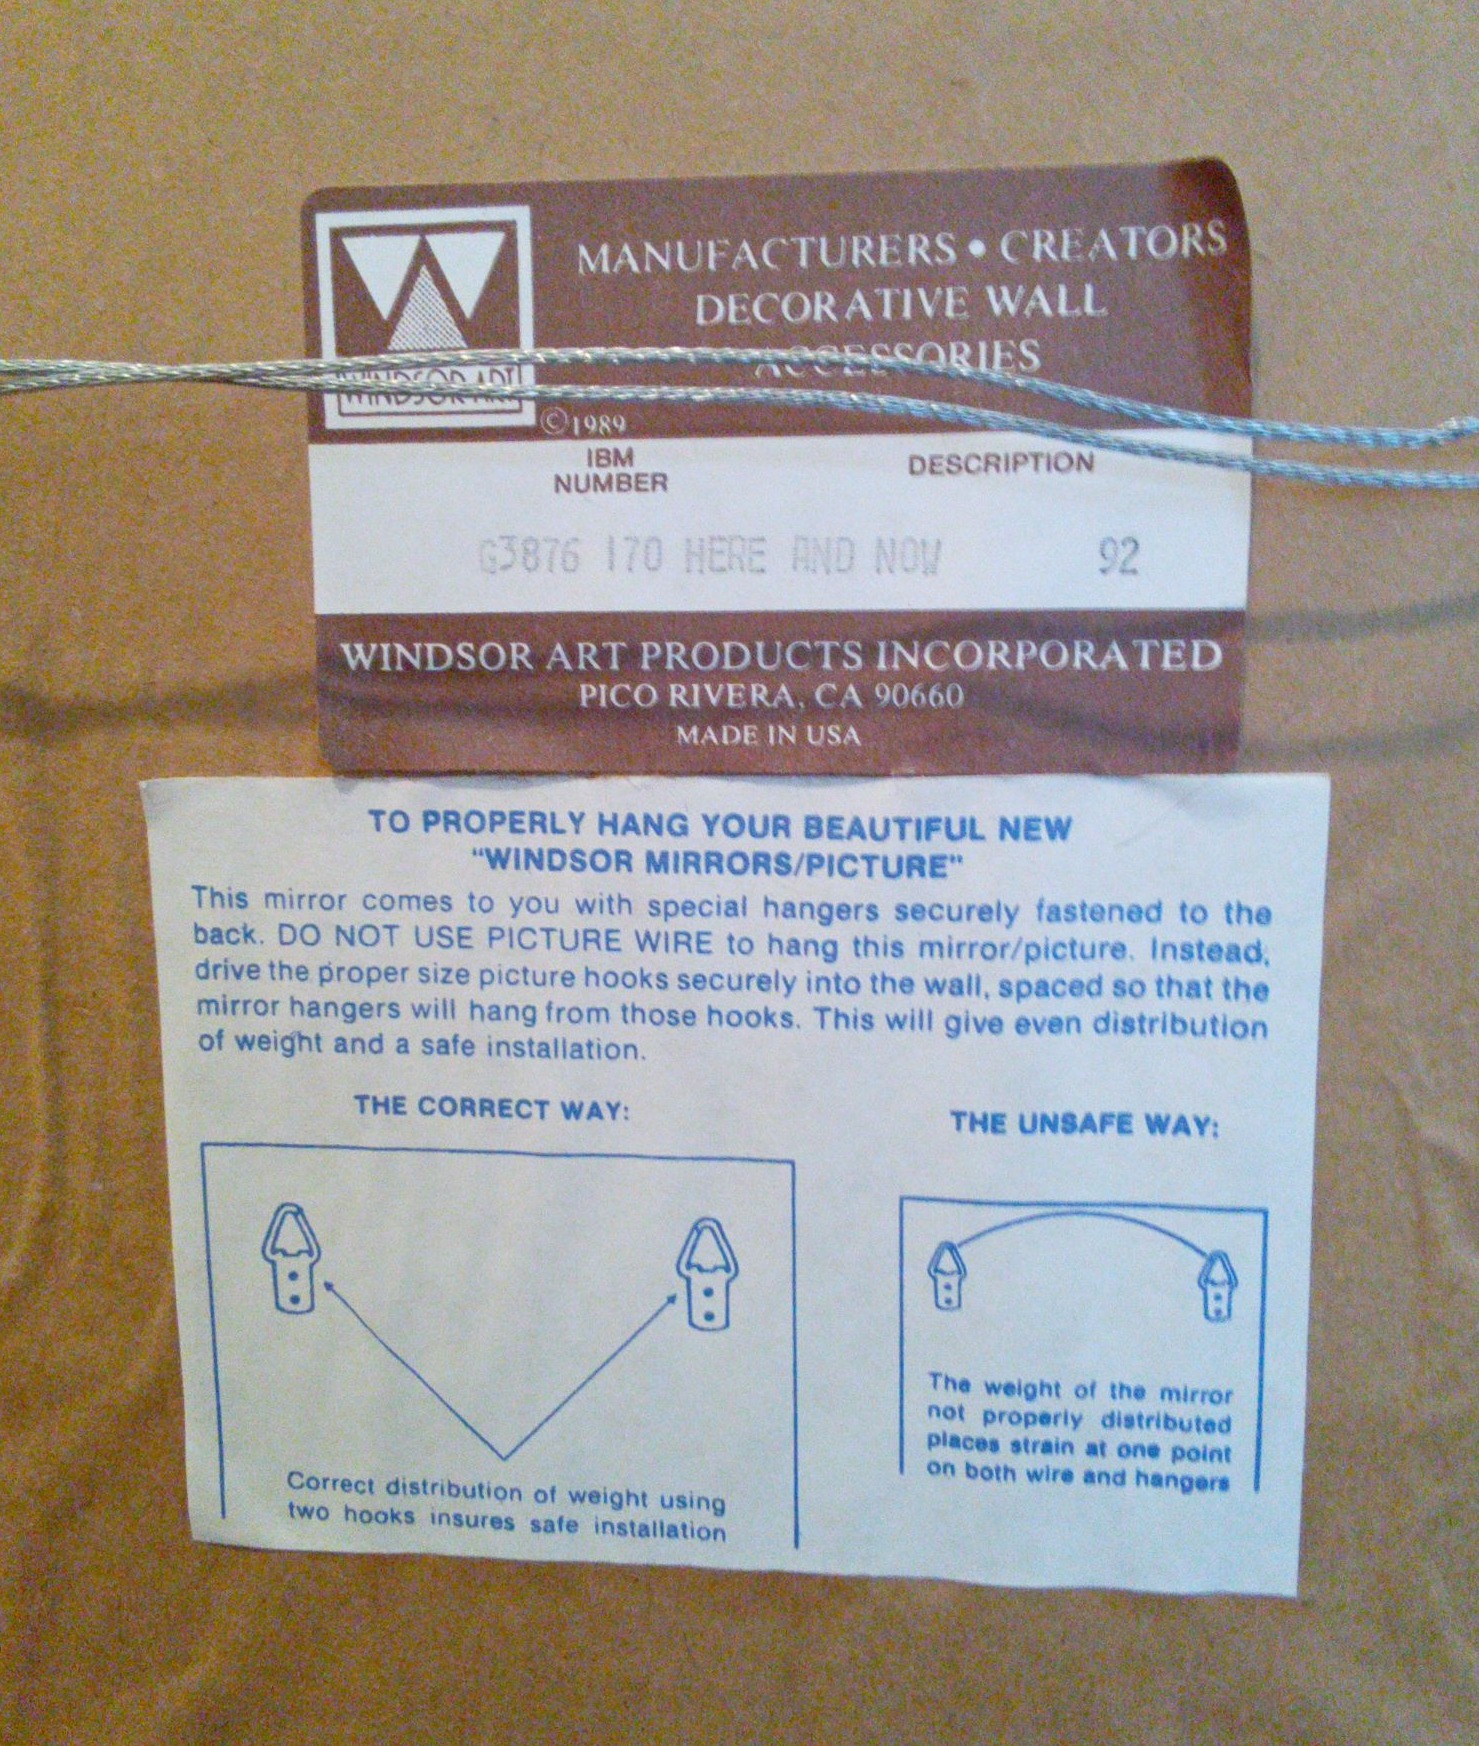 MANUFACTURERS • CREATORS
DECORATIVE WALL
ACCESSORIES
WINDSOR ART
©1989
IBM
NUMBER
DESCRIPTION
G3876 170 HERE AND NOW 92
WINDSOR ART PRODUCTS INCORPORATED
PICO RIVERA, CA 90660
MADE IN USA
TO PROPERLY HANG YOUR BEAUTIFUL NEW
"WINDSOR MIRRORS/PICTURE"
This mirror comes to you with special hangers securely fastened to the
back. DO NOT USE PICTURE WIRE to hang this mirror/picture. Instead,
drive the proper size picture hooks securely into the wall, spaced so that the
mirror hangers will hang from those hooks. This will give even distribution
of weight and a safe installation.
THE CORRECT WAY:
Correct distribution of weight using
two hooks insures safe installation
THE UNSAFE WAY:
The weight of the mirror
not properly distributed
places strain at one point
on both wire and hangers